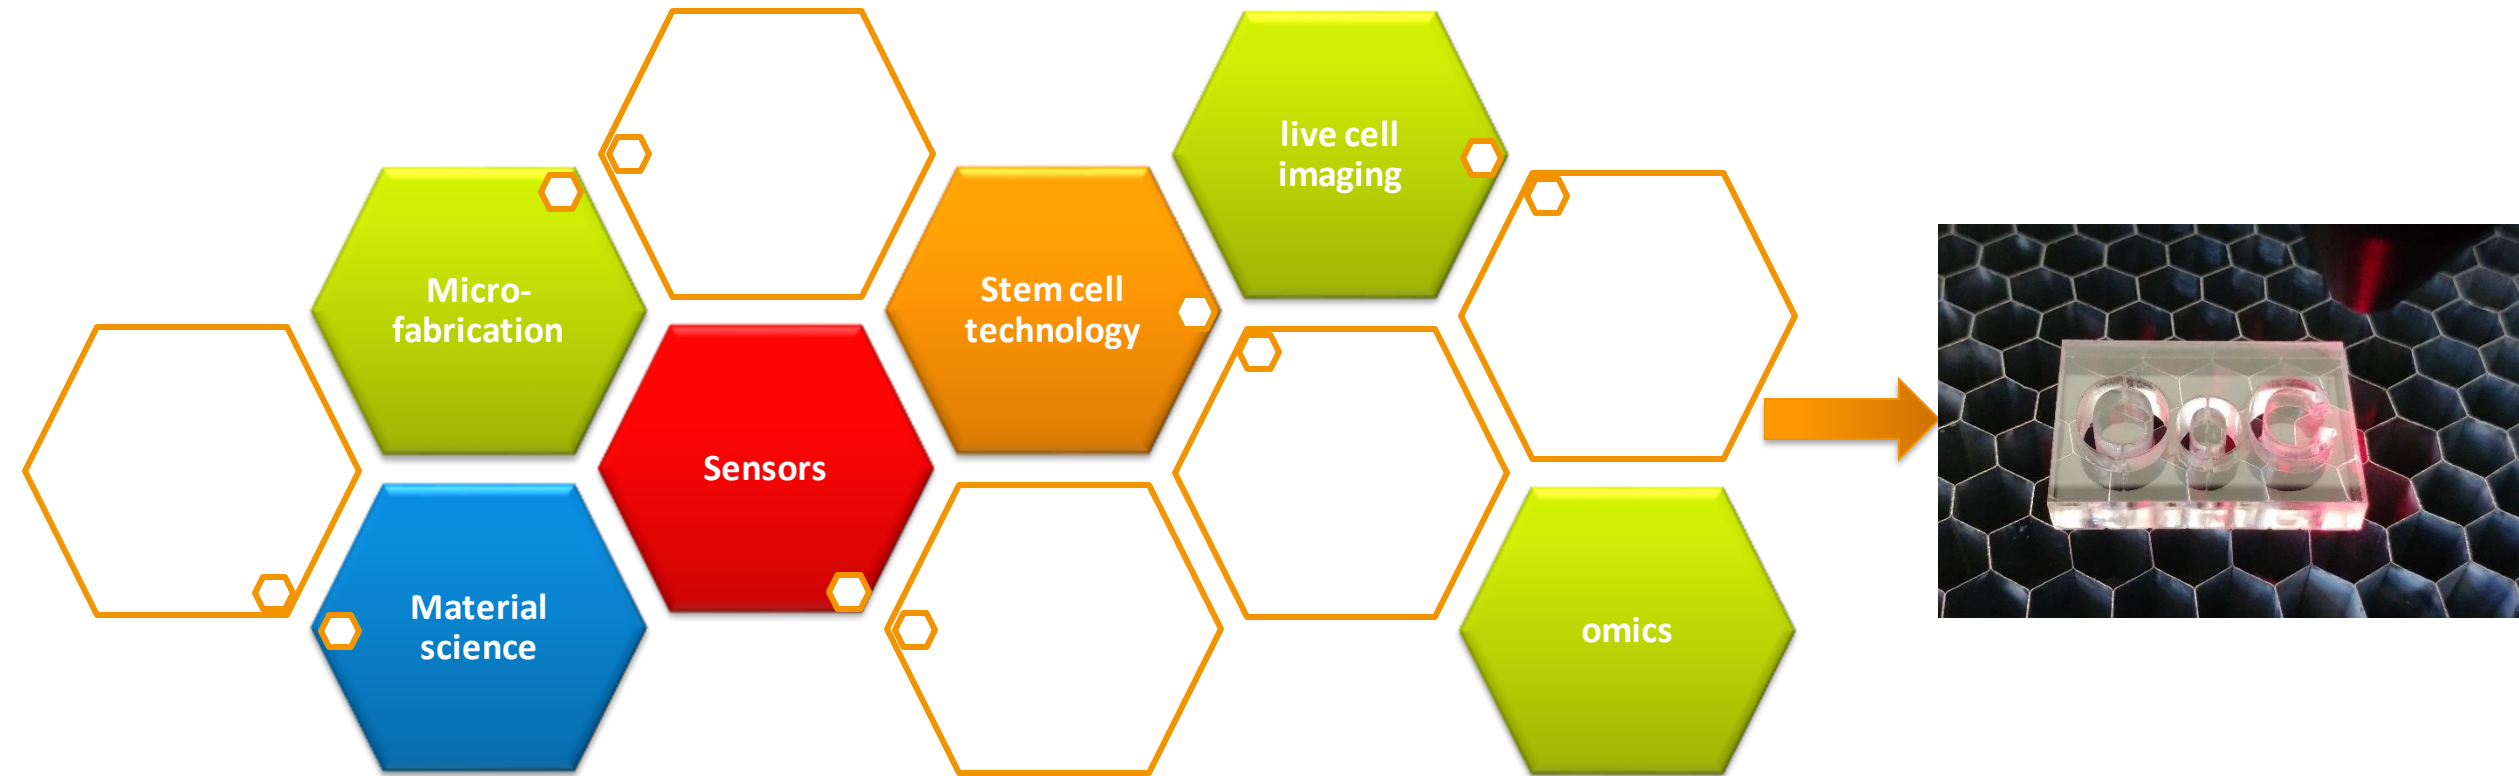 live cell
imaging
Micro-
fabrication
Stem cell
technology
Sensors
Material
science
omics
OoC